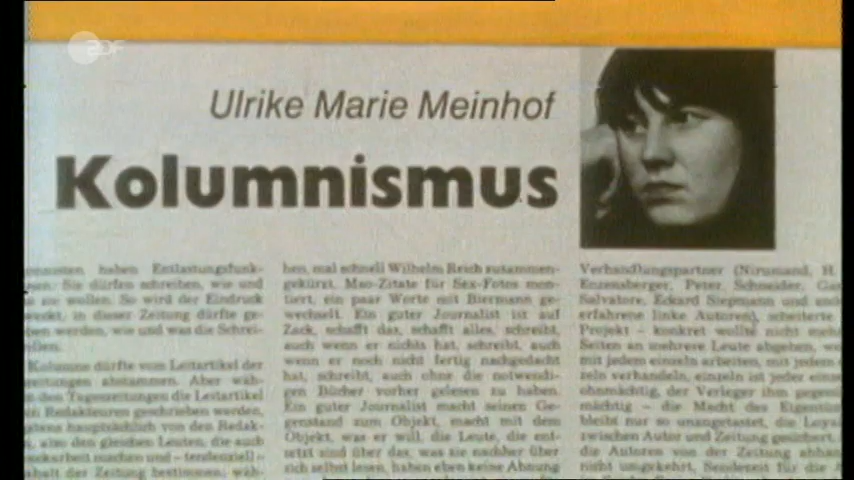 ZDF
Ulrike Marie Meinhof
Kolumnismus
haben Entlastungsfunk-
Sie dürfen schreiben, wie und
sie wollen. So wird der Eindruck
in dieser Zeitung dürfte ge-
werden, wie und was die Schrei-
Kolumne dürfte vom Leitartikel der
abstammen. Aber wäh-
den Tageszeitungen die Leitartikel
Redakteuren geschrieben werden,
hauptsächlich von den Redak-
also den gleichen Leuten, die auch
machen und – tendenziell –
der Zeitung bestimmen, wäh-
ben, mal schnell Wilhelm Reich zusammen-
gekürzt, Mao-Zitate für Sex-Fotos mon-
tiert, ein paar Worte mit Biermann ge-
wechselt. Ein guter Journalist ist auf
Zack, schafft das, schafft alles, schreibt,
auch wenn er nichts hat, schreibt, auch
wenn er noch nicht fertig nachgedacht
hat, schreibt, auch ohne die notwendi-
gen Bücher vorher gelesen zu haben.
Ein guter Journalist macht seinen Ge-
genstand zum Objekt, macht mit dem
Objekt, was er will, die Leute, die ent-
setzt sind über das, was sie nachher über
sich selbst lesen, haben eben keine Ahnung
Verhandlungspartner (Nirumand, H.
Enzensberger, Peter Schneider,
Salvatore, Eckard Siepmann und
erfahrene linke Autoren), scheiterte
Projekt – konkret wollte nicht
Seiten an mehrere Leute abgeben,
mit jedem einzeln arbeiten, mit jedem
zeln verhandeln, einzeln ist jeder
ohnmächtig, der Verleger ihm
mächtig – die Macht des
bleibt nur so unangetastet, die
zwischen Autor und Zeitung gesichert,
die Autoren von der Zeitung
nicht umgekehrt, Sendezeit für die